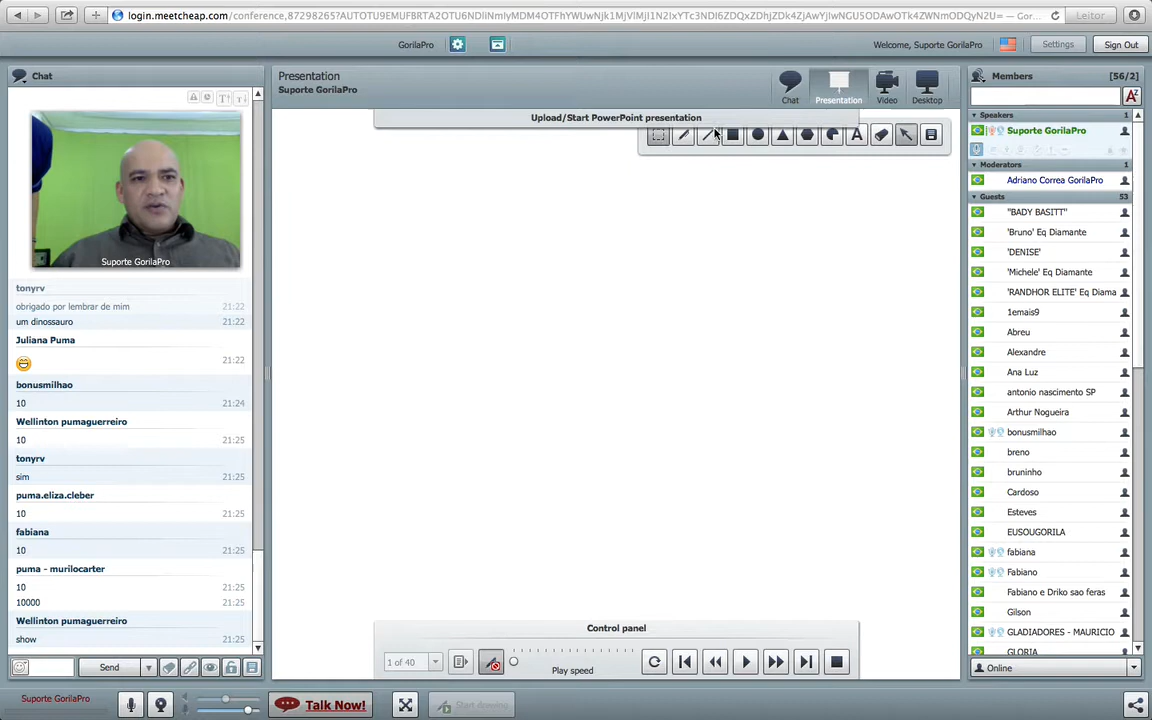 login.meetcheap.com/conference,87298265?
Leitor
GorilaPro
Welcome, Suporte GorilaPro
Settings
Sign Out
Chat
Suporte GorilaPro
tonyrv
obrigado por lembrar de mim 21:22
um dinossauro 21:22
Juliana Puma
21:22
bonusmilhao
10 21:24
Wellinton pumaguerreiro
10 21:25
tonyrv
sim 21:25
puma.eliza.cleber
10 21:25
fabiana
10 21:25
puma - murilocarter
10 21:25
10000 21:25
Wellinton pumaguerreiro
show 21:25
Send
Presentation
Suporte GorilaPro
Chat
Presentation
Video
Desktop
Upload/Start PowerPoint presentation
A
Control panel
1 of 40
Play speed
Members [56/2]
AZ
Speakers 1
Suporte GorilaPro
Moderators 1
Adriano Correa GorilaPro
Guests 53
"BADY BASITT"
'Bruno' Eq Diamante
'DENISE'
'Michele' Eq Diamante
'RANDHOR ELITE' Eq Diama
1emais9
Abreu
Alexandre
Ana Luz
antonio nascimento SP
Arthur Nogueira
bonusmilhao
breno
bruninho
Cardoso
Esteves
EUSOUGORILA
fabiana
Fabiano
Fabiano e Driko sao feras
Gilson
GLADIADORES - MAURICIO
GLORIA
Online
Suporte GorilaPro
Talk Now!
Start drawing